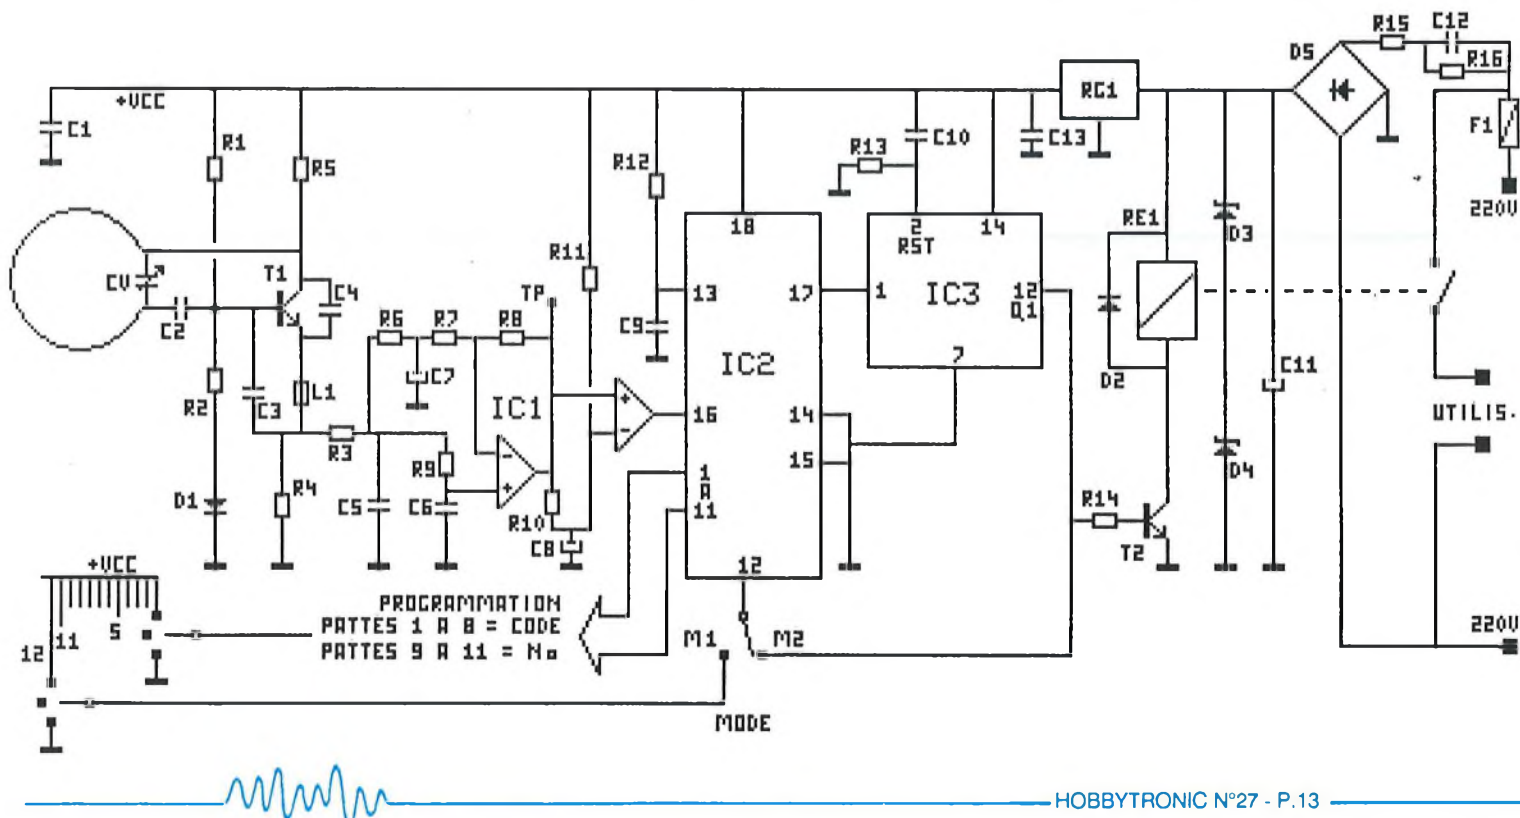 R15
C12
D5
R16
+VCC
RG1
C1
R1
R5
R13
C10
C13
F1
R12
220V
18
2
RST
14
RE1
D3
CV
T1
C4
R11
TP
13
17
1
IC3
12
Q1
C2
R6
R7
R8
C9
7
IC2
D2
C11
C7
R2
C3
L1
IC1
+
-
16
14
UTILIS.
R3
R9
-
+
15
1
A
11
D4
D1
R4
C5
C6
R10
C8
R14
T2
12
+VCC
PROGRAMMATION
PATTES 1 A 8 = CODE
PATTES 9 A 11 = No
11
5
12
M1
M2
220V
MODE
HOBBYTRONIC N°27 - P.13